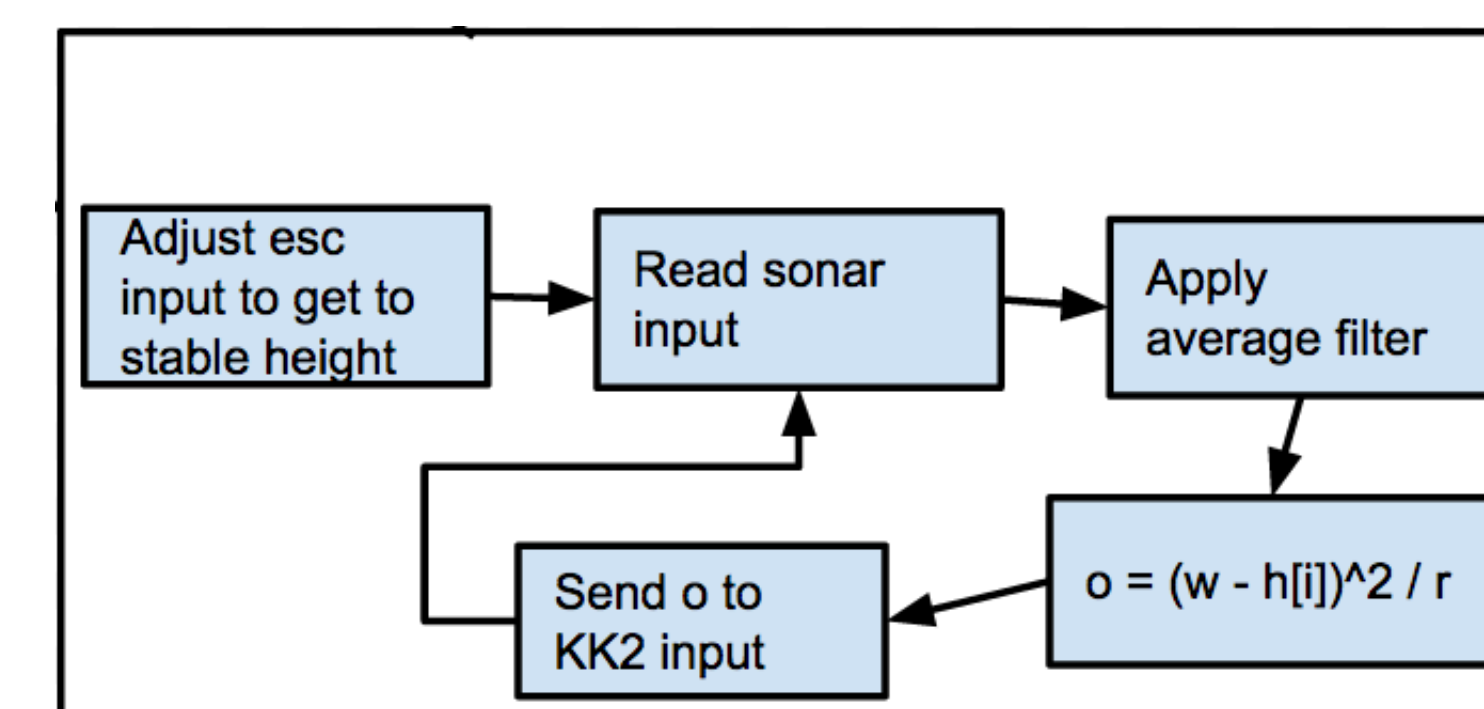 Adjust esc
input to get to
stable height
Read sonar
input
Apply
average filter
o = (w - h[i])^2 / r
Send o to
KK2 input